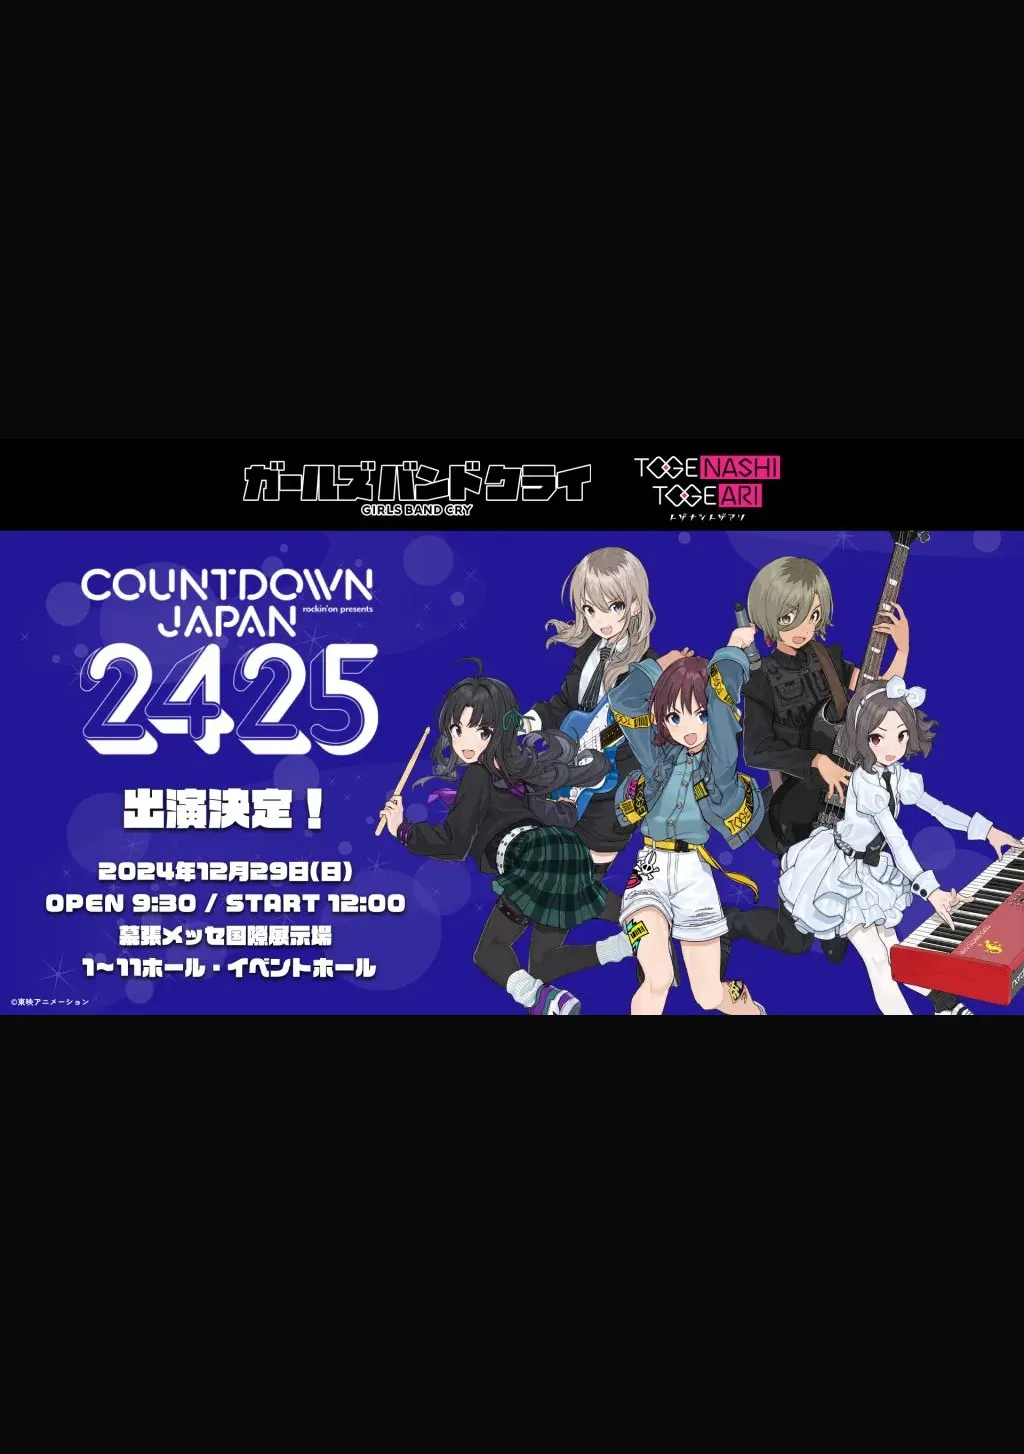 ガールズバンドクライ
GIRLS BAND CRY
TOGENASHI
TOGEARI
トゲナシトゲアリ
COUNTDOWN
JAPAN
rockin'on presents
2425
出演決定！
2024年12月29日(日)
OPEN 9:30 / START 12:00
幕張メッセ国際展示場
1~11ホール・イベントホール
©東映アニメーション